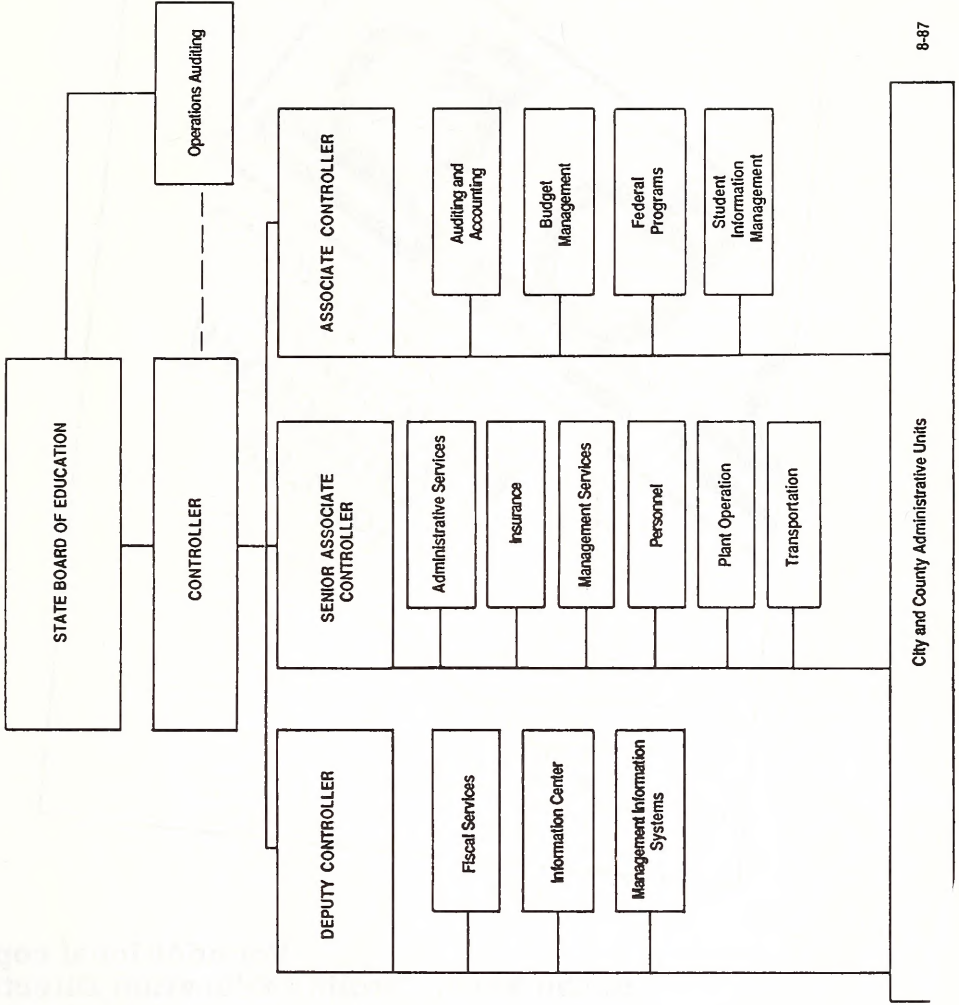 STATE BOARD OF EDUCATION
Operations Auditing
CONTROLLER
DEPUTY CONTROLLER
Fiscal Services
Information Center
Management Information
Systems
SENIOR ASSOCIATE
CONTROLLER
Administrative Services
Insurance
Management Services
Personnel
Plant Operation
Transportation
ASSOCIATE CONTROLLER
Auditing and
Accounting
Budget
Management
Federal
Programs
Student
Information
Management
City and County Administrative Units
8-87